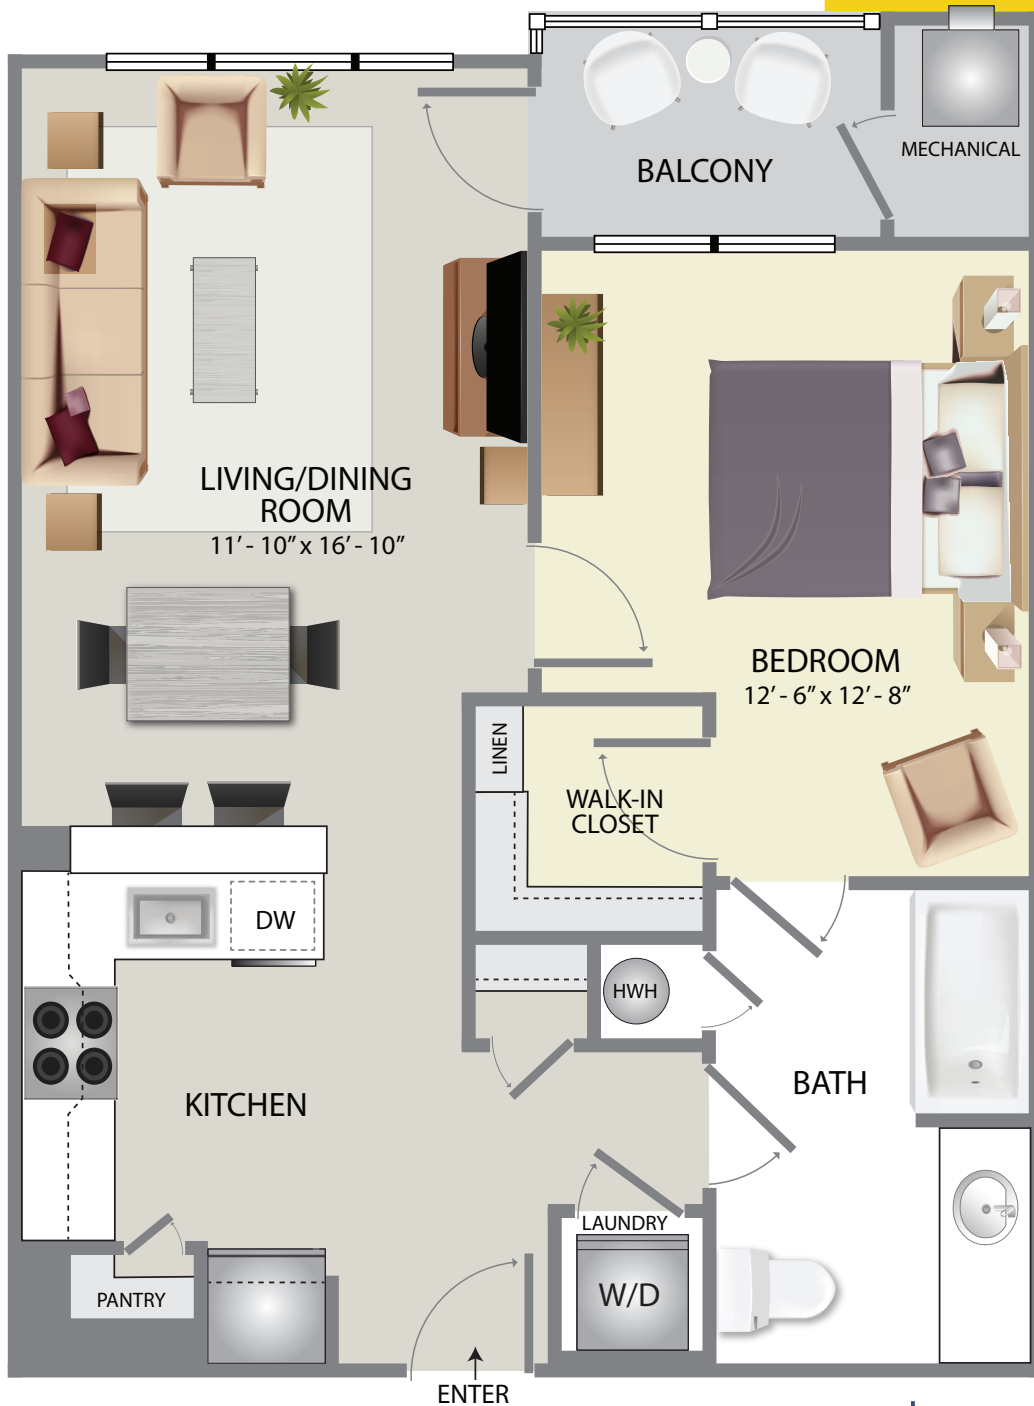 MECHANICAL
BALCONY
LIVING/DINING
ROOM
11’ - 10” x 16’ - 10”
BEDROOM
12’ - 6” x 12’ - 8”
LINEN
WALK-IN
CLOSET
DW
HWH
BATH
KITCHEN
LAUNDRY
W/D
PANTRY
ENTER